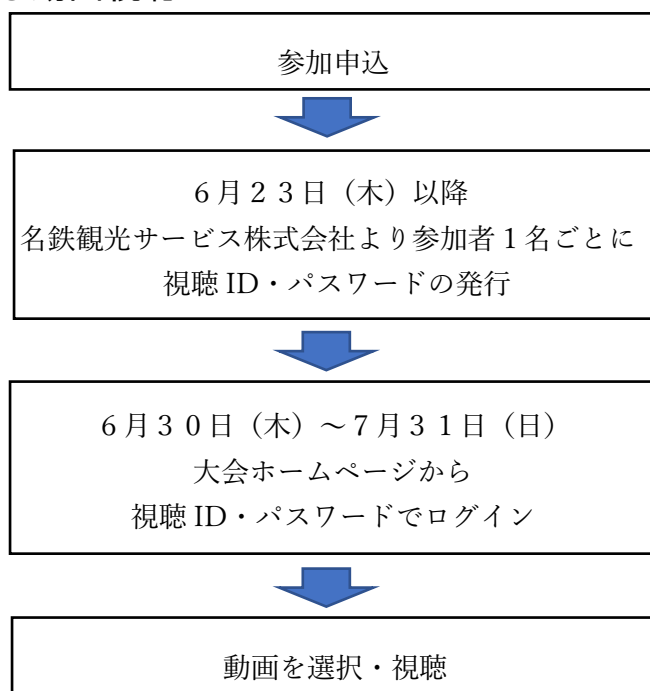 参加申込
６月２３日（木）以降
名鉄観光サービス株式会社より参加者１名ごとに
視聴 ID・パスワードの発行
６月３０日（木）～７月３１日（日）
大会ホームページから
視聴 ID・パスワードでログイン
動画を選択・視聴